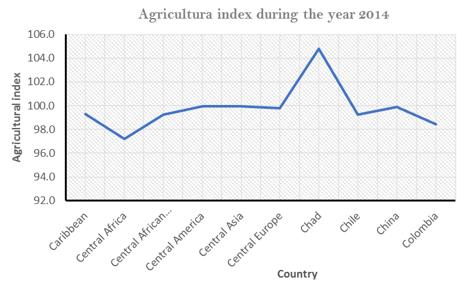 Agricultura index during the year 2014
106.0
104.0
102.0
100.0
98.0
96.0
94.0
92.0
Agricultural Index
Caribbean
Central Africa
Central African...
Central America
Central Asia
Central Europe
Chad
Chile
China
Colombia
Country